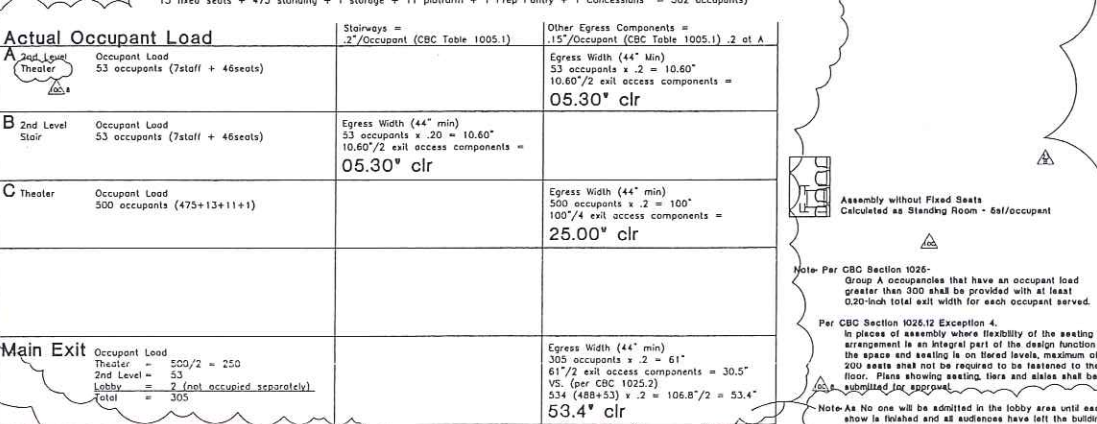 13 fixed seats + 475 standing + 1 storage + 11 platform + 1 Prep Pantry + 1 Concessions = 502 occupants)
Actual Occupant Load
Stairways =
.2"/Occupant (CBC Table 1005.1)
Other Egress Components =
.15"/Occupant (CBC Table 1005.1) .2 at A
A 2nd Level
Theater
Occupant Load
53 occupants (7staff + 46seats)
Egress Width (44" Min)
53 occupants x .2 = 10.60"
10.60"/2 exit access components =
05.30" clr
B 2nd Level
Stair
Occupant Load
53 occupants (7staff + 46seats)
Egress Width (44" min)
53 occupants x .20 = 10.60"
10.60"/2 exit access components =
05.30" clr
C Theater
Occupant Load
500 occupants (475+13+11+1)
Egress Width (44" min)
500 occupants x .2 = 100"
100"/4 exit access components =
25.00" clr
Main Exit
Occupant Load
Theater = 500/2 = 250
2nd Level = 53
Lobby = 2 (not occupied separately)
Total = 305
Egress Width (44" min)
305 occupants x .2 = 61"
61"/2 exit access components = 30.5"
VS. (per CBC 1025.2)
534 (488+53) x .2 = 106.8"/2 = 53.4"
53.4" clr
Assembly without Fixed Seats
Calculated as Standing Room - 5sf/occupant
Note- Per CBC Section 1025-
Group A occupancies that have an occupant load
greater than 300 shall be provided with at least
0.20-inch total exit width for each occupant served.
Per CBC Section 1025.12 Exception 4,
in places of assembly where flexibility of the seating
arrangement is an integral part of the design function
the space and seating is on tiered levels, maximum of
200 seats shall not be required to be fastened to the
floor. Plans showing seating, tiers and aisles shall be
submitted for approval
Note- As No one will be admitted in the lobby area until eac
show is finished and all audiences have left the buildin